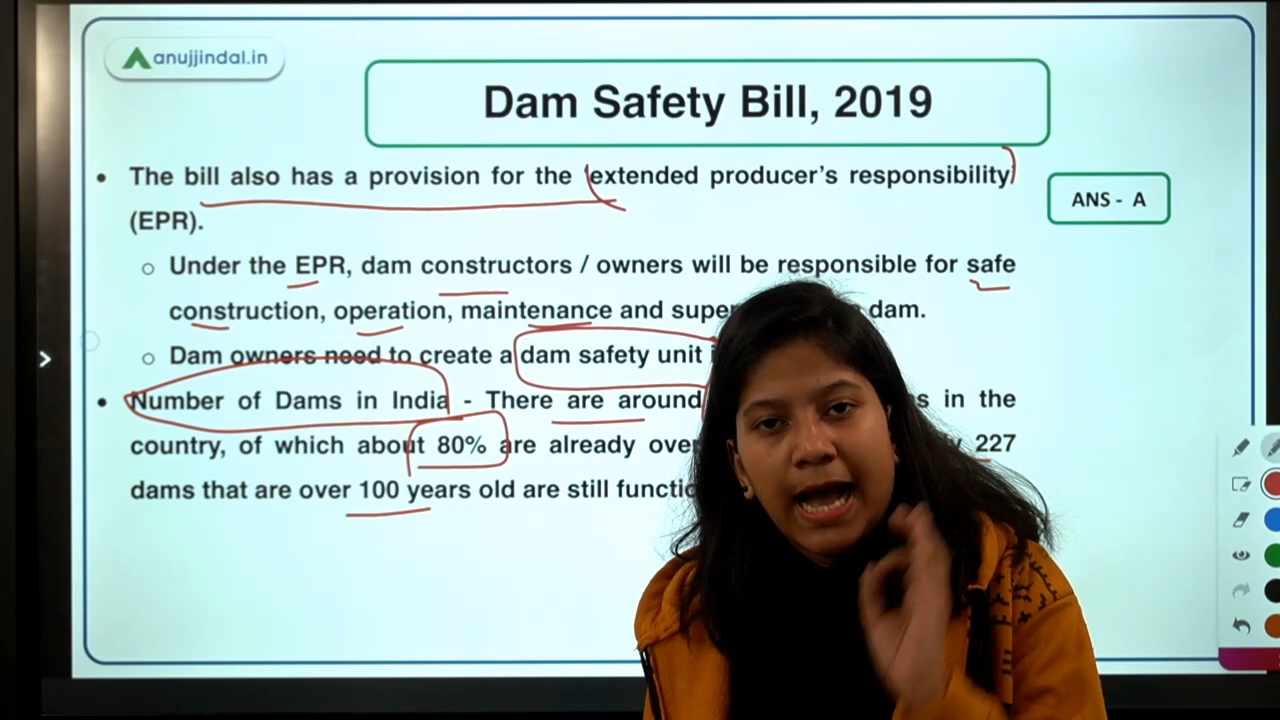 anujjindal.in
Dam Safety Bill, 2019
• The bill also has a provision for the extended producer's responsibility
(EPR).
ANS - A
o Under the EPR, dam constructors / owners will be responsible for safe
construction, operation, maintenance and dam.
o Dam owners need to create a dam safety unit
• Number of Dams in India - There are around in the
country, of which about 80% are already over 227
dams that are over 100 years old are still